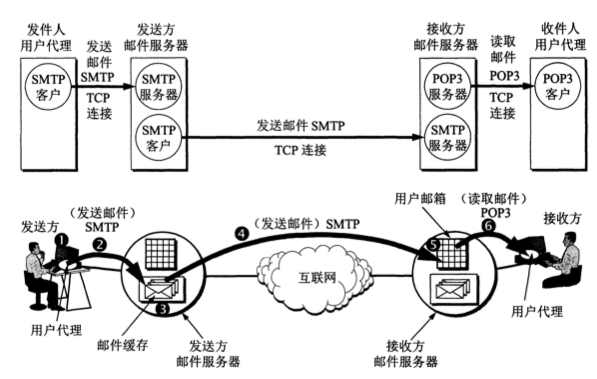 发件人
用户代理
发送
邮件
SMTP
TCP
连接
发送方
邮件服务器
接收方
邮件服务器
读取
邮件
POP3
TCP
连接
收件人
用户代理
SMTP
客户
SMTP
服务器
SMTP
客户
发送邮件 SMTP
TCP 连接
POP3
服务器
SMTP
服务器
POP3
客户
发送方
❶
(发送邮件)
SMTP
❷
❸
❹
(发送邮件) SMTP
用户邮箱
(读取邮件)
POP3
❺
❻
接收方
互联网
用户代理
邮件缓存
发送方
邮件服务器
接收方
邮件服务器
用户代理